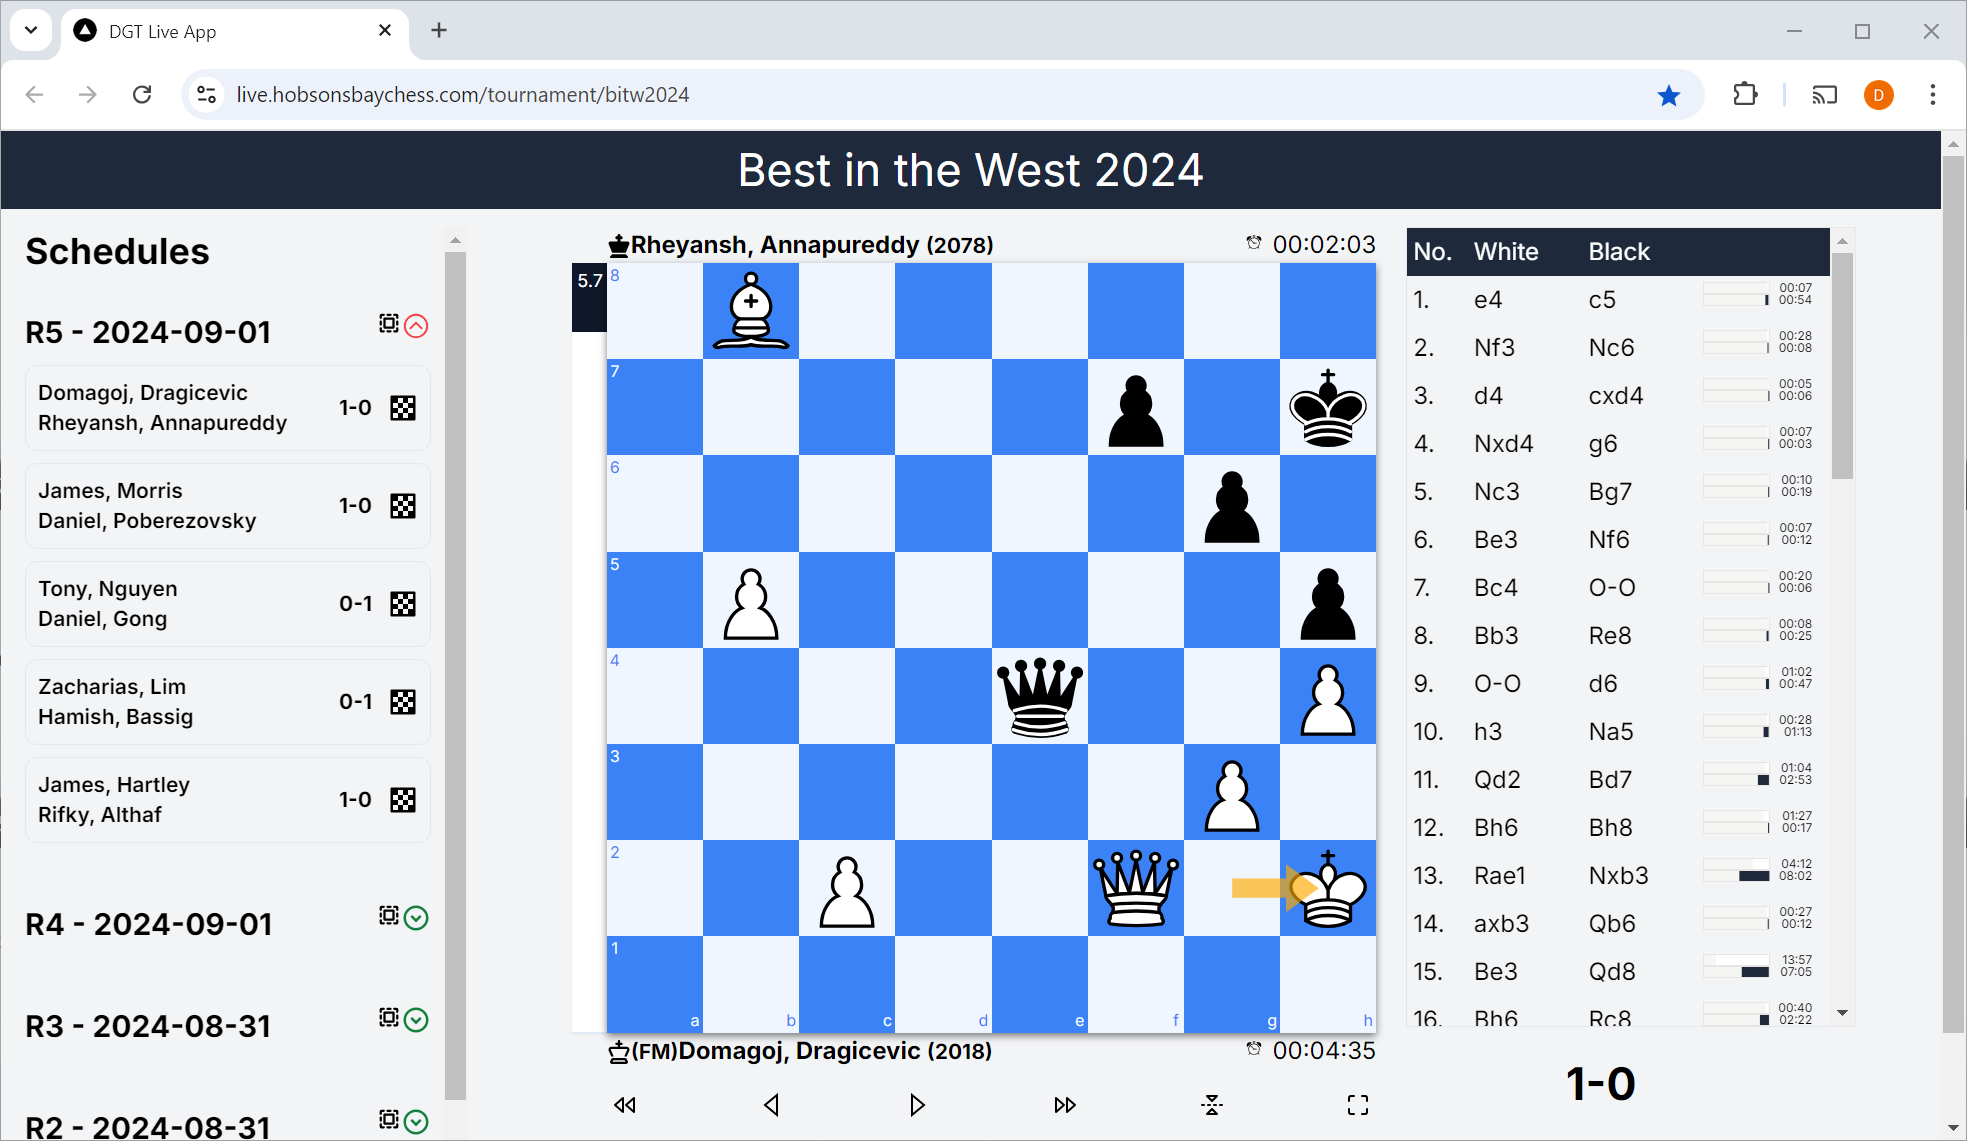 DGT Live App
live.hobsonsbaychess.com/tournament/bitw2024
D
Best in the West 2024
Schedules
R5 - 2024-09-01
Domagoj, Dragicevic
Rheyansh, Annapureddy
1-0
James, Morris
Daniel, Poberezovsky
1-0
Tony, Nguyen
Daniel, Gong
0-1
Zacharias, Lim
Hamish, Bassig
0-1
James, Hartley
Rifky, Althaf
1-0
R4 - 2024-09-01
R3 - 2024-08-31
R2 - 2024-08-31
Rheyansh, Annapureddy (2078)
00:02:03
5.7
8
7
6
5
4
3
2
1
a b c d e f g h
(FM)Domagoj, Dragicevic (2018)
00:04:35
No. White Black
1. e4 c5 00:07 00:54
2. Nf3 Nc6 00:28 00:08
3. d4 cxd4 00:05 00:06
4. Nxd4 g6 00:07 00:03
5. Nc3 Bg7 00:10 00:19
6. Be3 Nf6 00:07 00:12
7. Bc4 O-O 00:20 00:06
8. Bb3 Re8 00:08 00:25
9. O-O d6 01:02 00:47
10. h3 Na5 00:28 01:13
11. Qd2 Bd7 01:04 02:53
12. Bh6 Bh8 01:27 00:17
13. Rae1 Nxb3 04:12 08:02
14. axb3 Qb6 00:27 00:12
15. Be3 Qd8 13:57 07:05
16. Bh6 Rc8 00:40 02:22
1-0